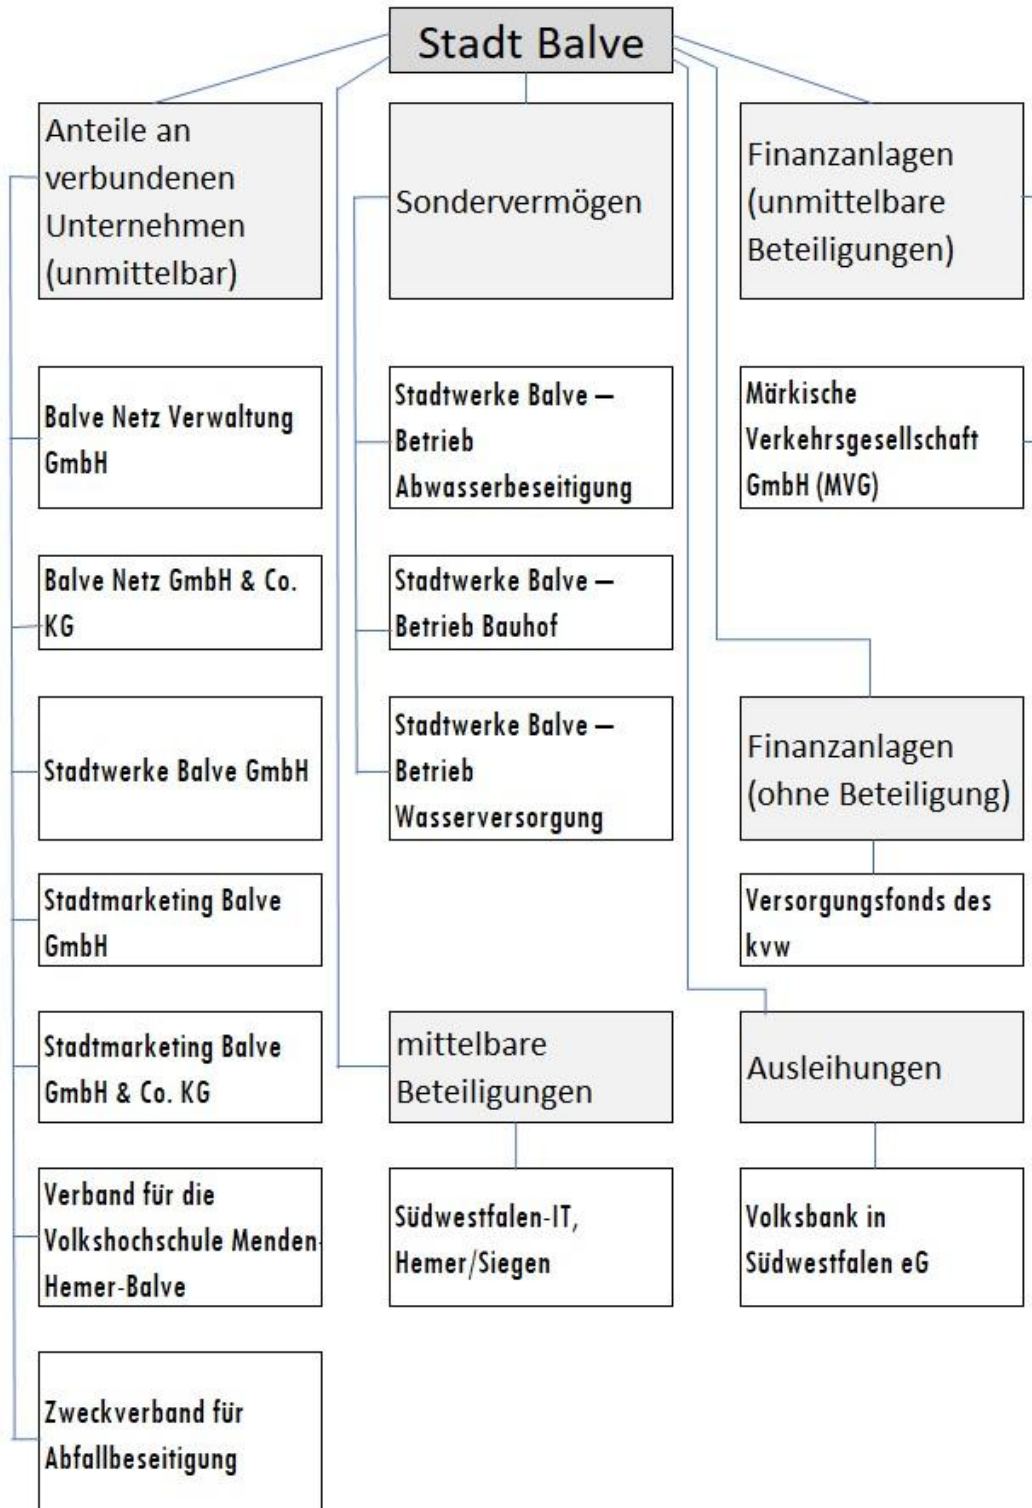 Stadt Balve
Anteile an
verbundenen
Unternehmen
(unmittelbar)
Balve Netz Verwaltung
GmbH
Balve Netz GmbH & Co.
KG
Stadtwerke Balve GmbH
Stadtmarketing Balve
GmbH
Stadtmarketing Balve
GmbH & Co. KG
Verband für die
Volkshochschule Menden-
Hemer-Balve
Zweckverband für
Abfallbeseitigung
Sondervermögen
Stadtwerke Balve –
Betrieb
Abwasserbeseitigung
Stadtwerke Balve –
Betrieb Bauhof
Stadtwerke Balve –
Betrieb
Wasserversorgung
mittelbare
Beteiligungen
Südwestfalen-IT,
Hemer/Siegen
Finanzanlagen
(unmittelbare
Beteiligungen)
Märkische
Verkehrsgesellschaft
GmbH (MVG)
Finanzanlagen
(ohne Beteiligung)
Versorgungsfonds des
kvw
Ausleihungen
Volksbank in
Südwestfalen eG